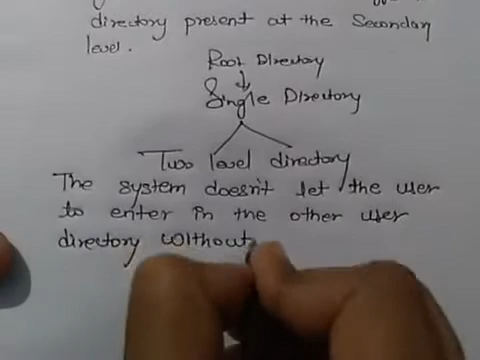 directory present at the Secondary
level.
Root Directory
Single Directory
Two level directory
The system doesn't let the user
to enter in the other user
directory without